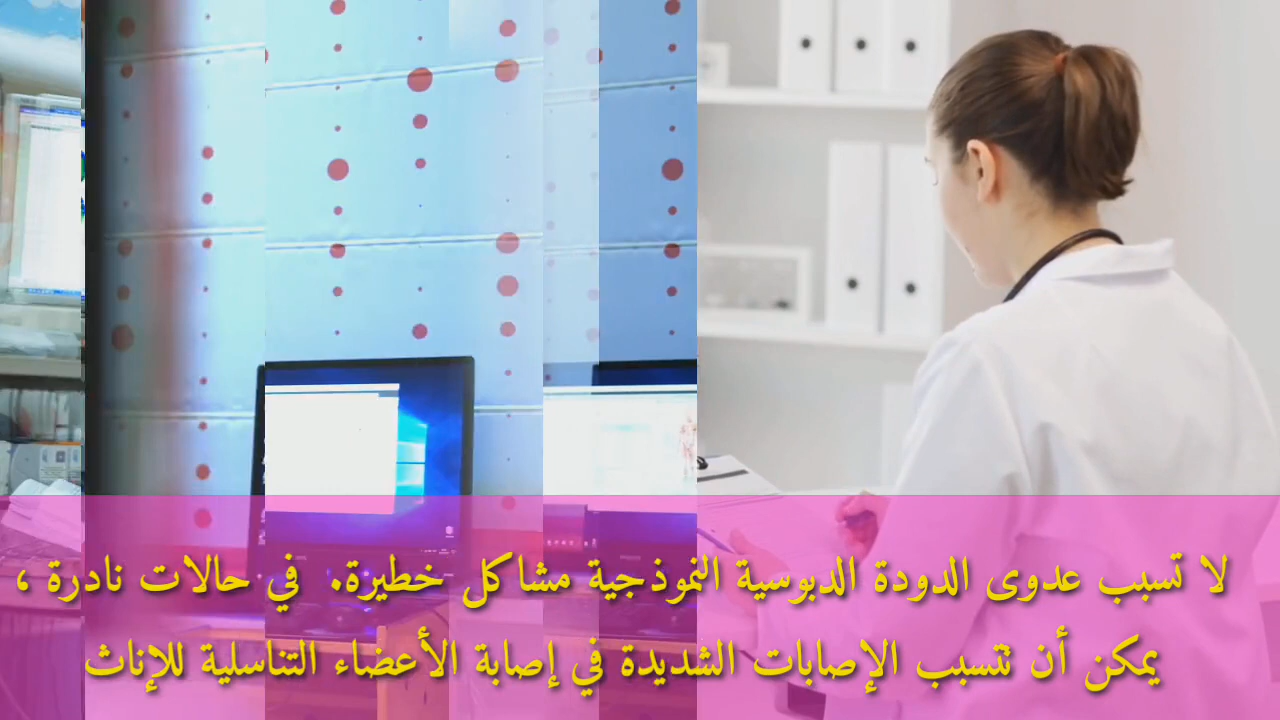 لا تسبب عدوى الدودة الدبوسية النموذجية مشاكل خطيرة. في حالات نادرة ،
يمكن أن تتسبب الإصابات الشديدة في إصابة الأعضاء التناسلية للإناث